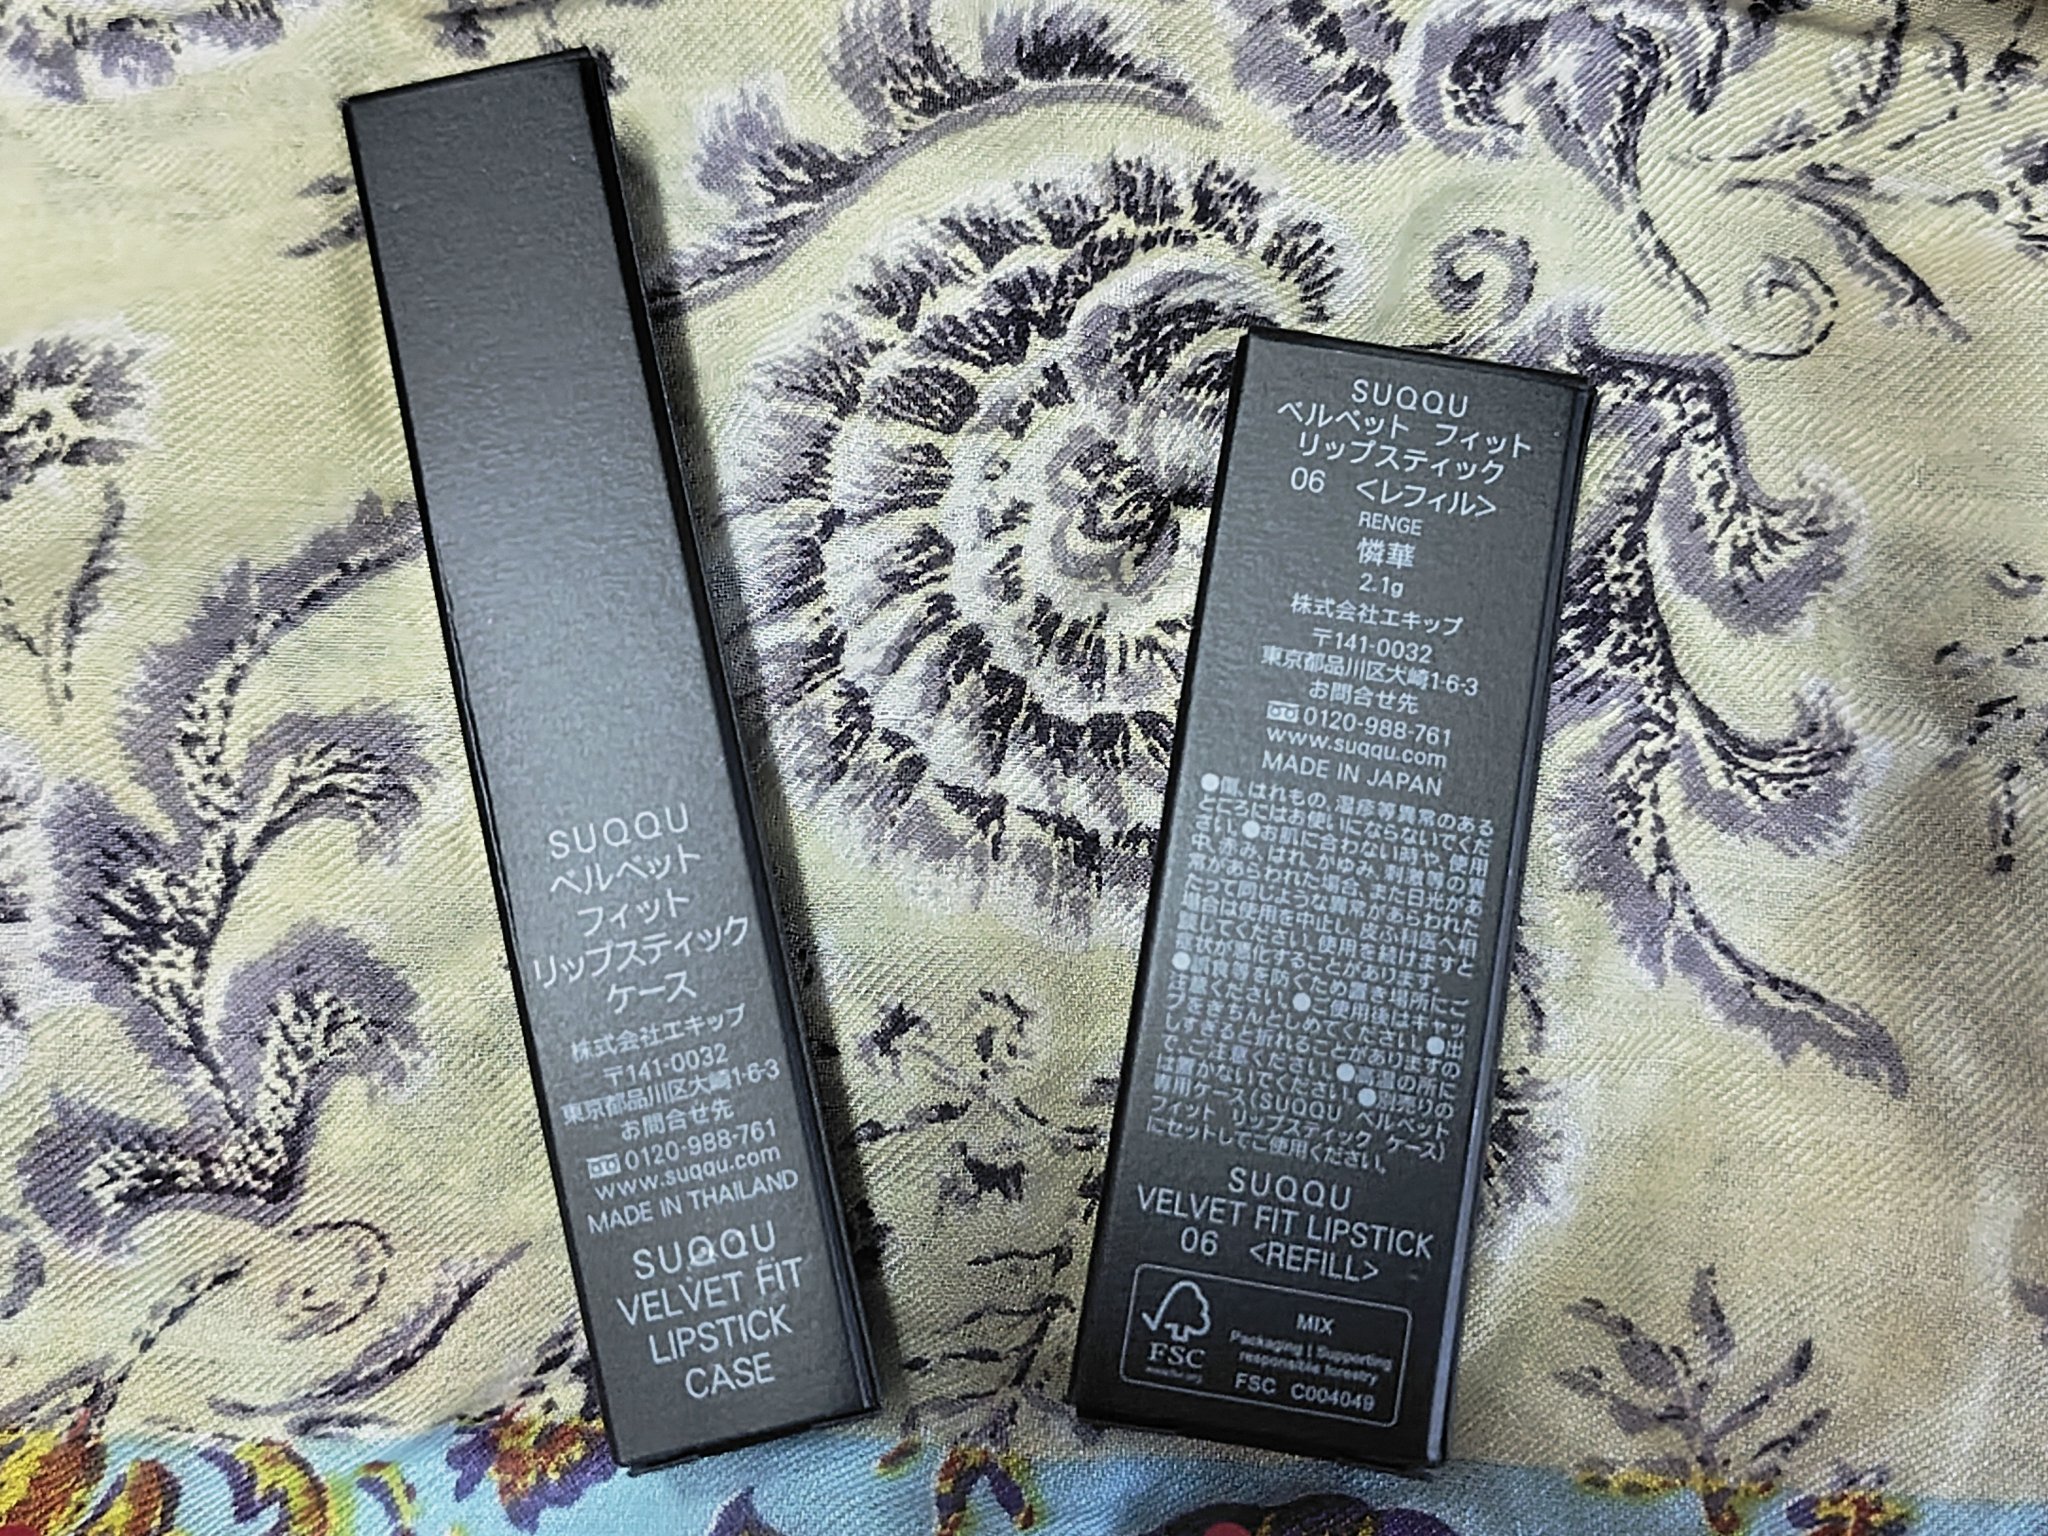 SUQQU
ベルベット
フィット
リップスティック
ケース
株式会社エキップ
〒141-0032
東京都品川区大崎1-6-3
お問合せ先
0120-988-761
www.suqqu.com
MADE IN THAILAND
SUQQU
VELVET FIT
LIPSTICK
CASE
SUQQU
ベルベット フィット
リップスティック
06 <レフィル>
RENGE
憐華
2.1g
株式会社エキップ
〒141-0032
東京都品川区大崎1-6-3
お問合せ先
0120-988-761
www.suqqu.com
MADE IN JAPAN
●傷、はれもの、湿疹等異常のある
ところにはお使いにならないでくだ
さい。●お肌に合わない時や、使用
中、赤み、はれ、かゆみ、刺激等の異
常があらわれた場合、また日光があ
たって同じような異常があらわれた
場合は使用を中止し、皮ふ科医へ相
談してください。使用を続けますと
症状が悪化することがあります。
●誤食等を防ぐため置き場所にご
注意ください。●ご使用後はキャッ
プをきちんとしめてください。●出
しすぎると折れることがありますの
で、ご注意ください。●高温の所に
は置かないでください。●別売りの
専用ケース(SUQQU ベルベット
フィット リップスティック ケース)
にセットしてご使用ください。
SUQQU
VELVET FIT LIPSTICK
06 <REFILL>
FSC
MIX
Packaging | Supporting
responsible forestry
FSC C004049